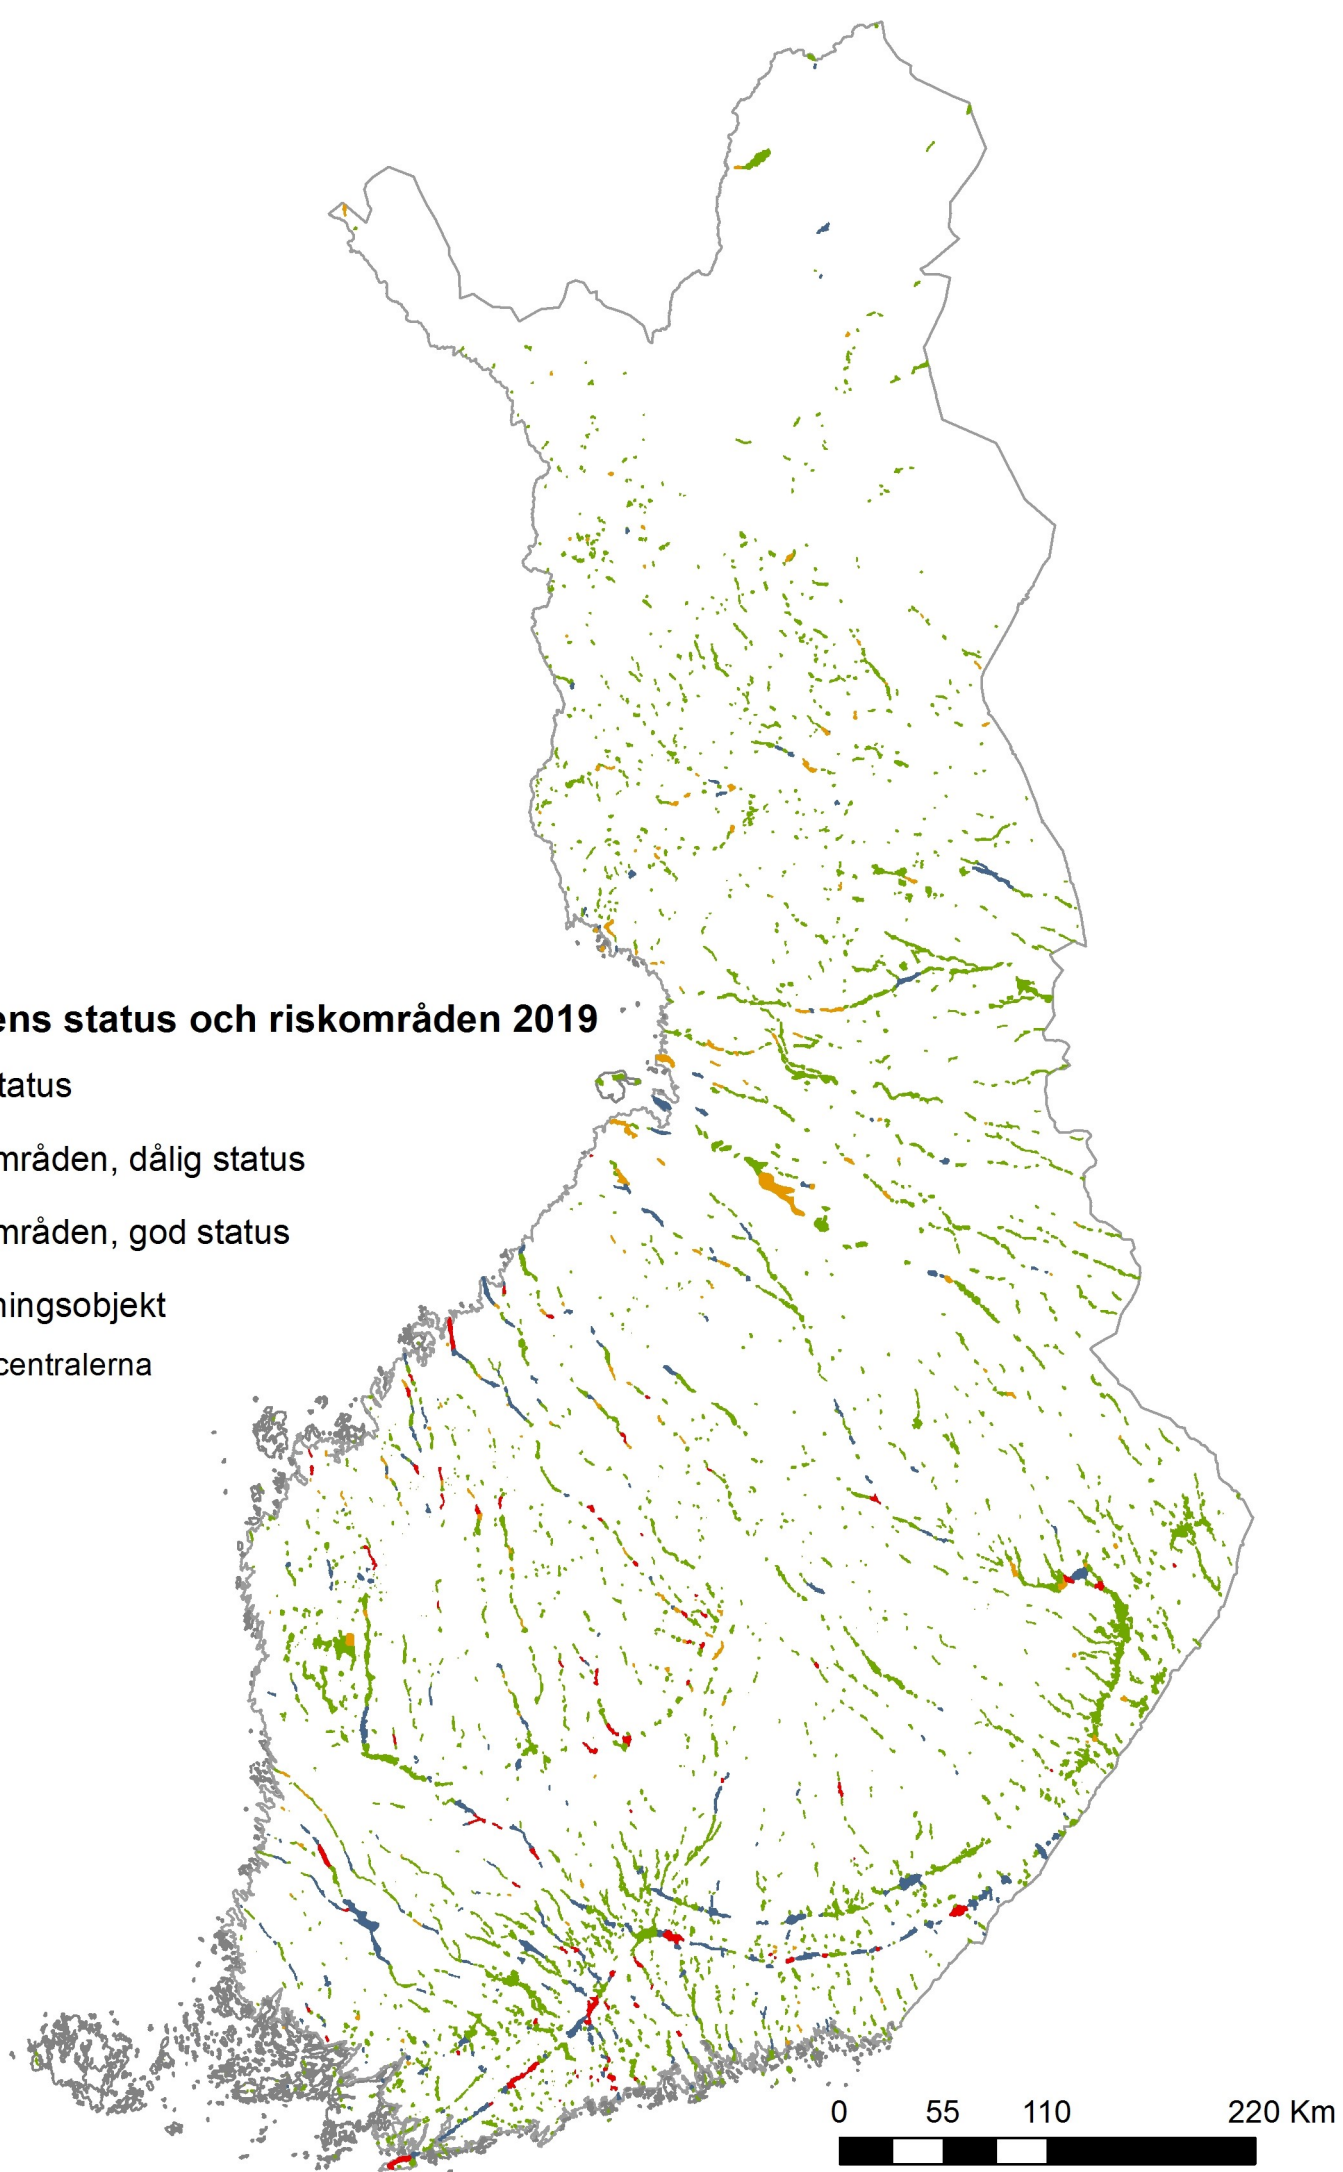 ens status och riskområden 2019
tatus
mråden, dålig status
mråden, god status
ningsobjekt
centralerna
0 55 110 220 Km